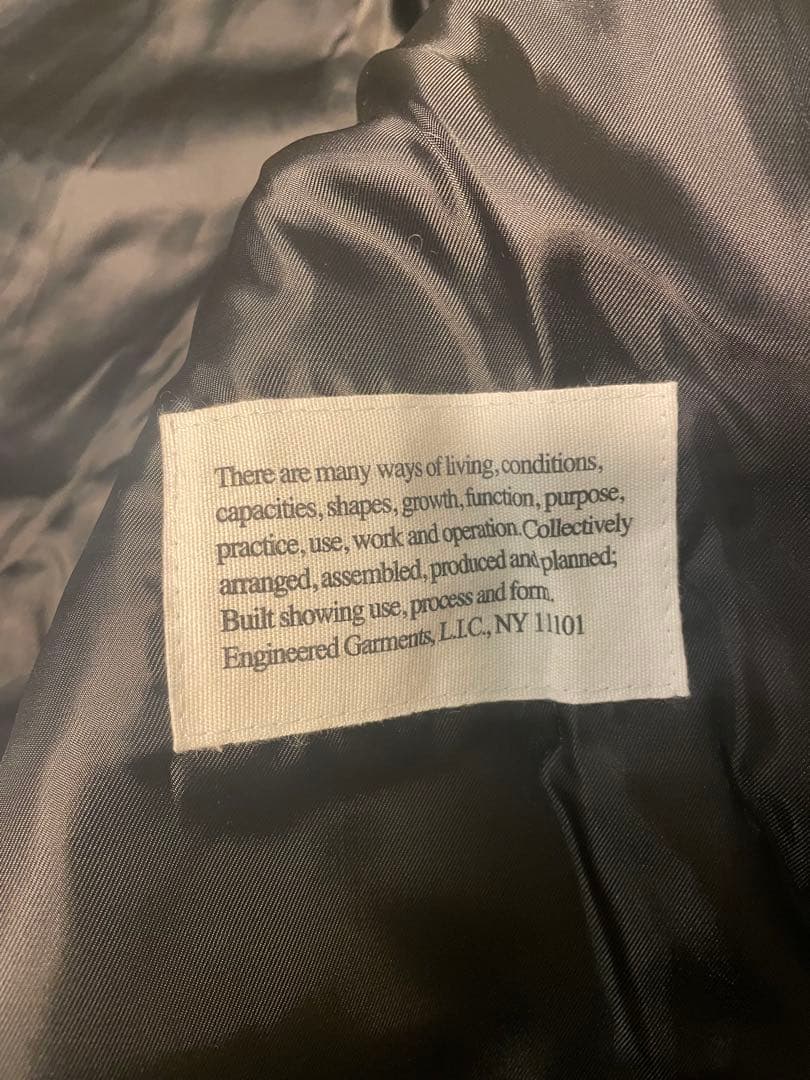 There are many ways of living, conditions,
capacities, shapes, growth, function, purpose,
practice, use, work and operation. Collectively
arranged, assembled, produced and planned;
Built showing use, process and form.
Engineered Garments, L.I.C., NY 11101